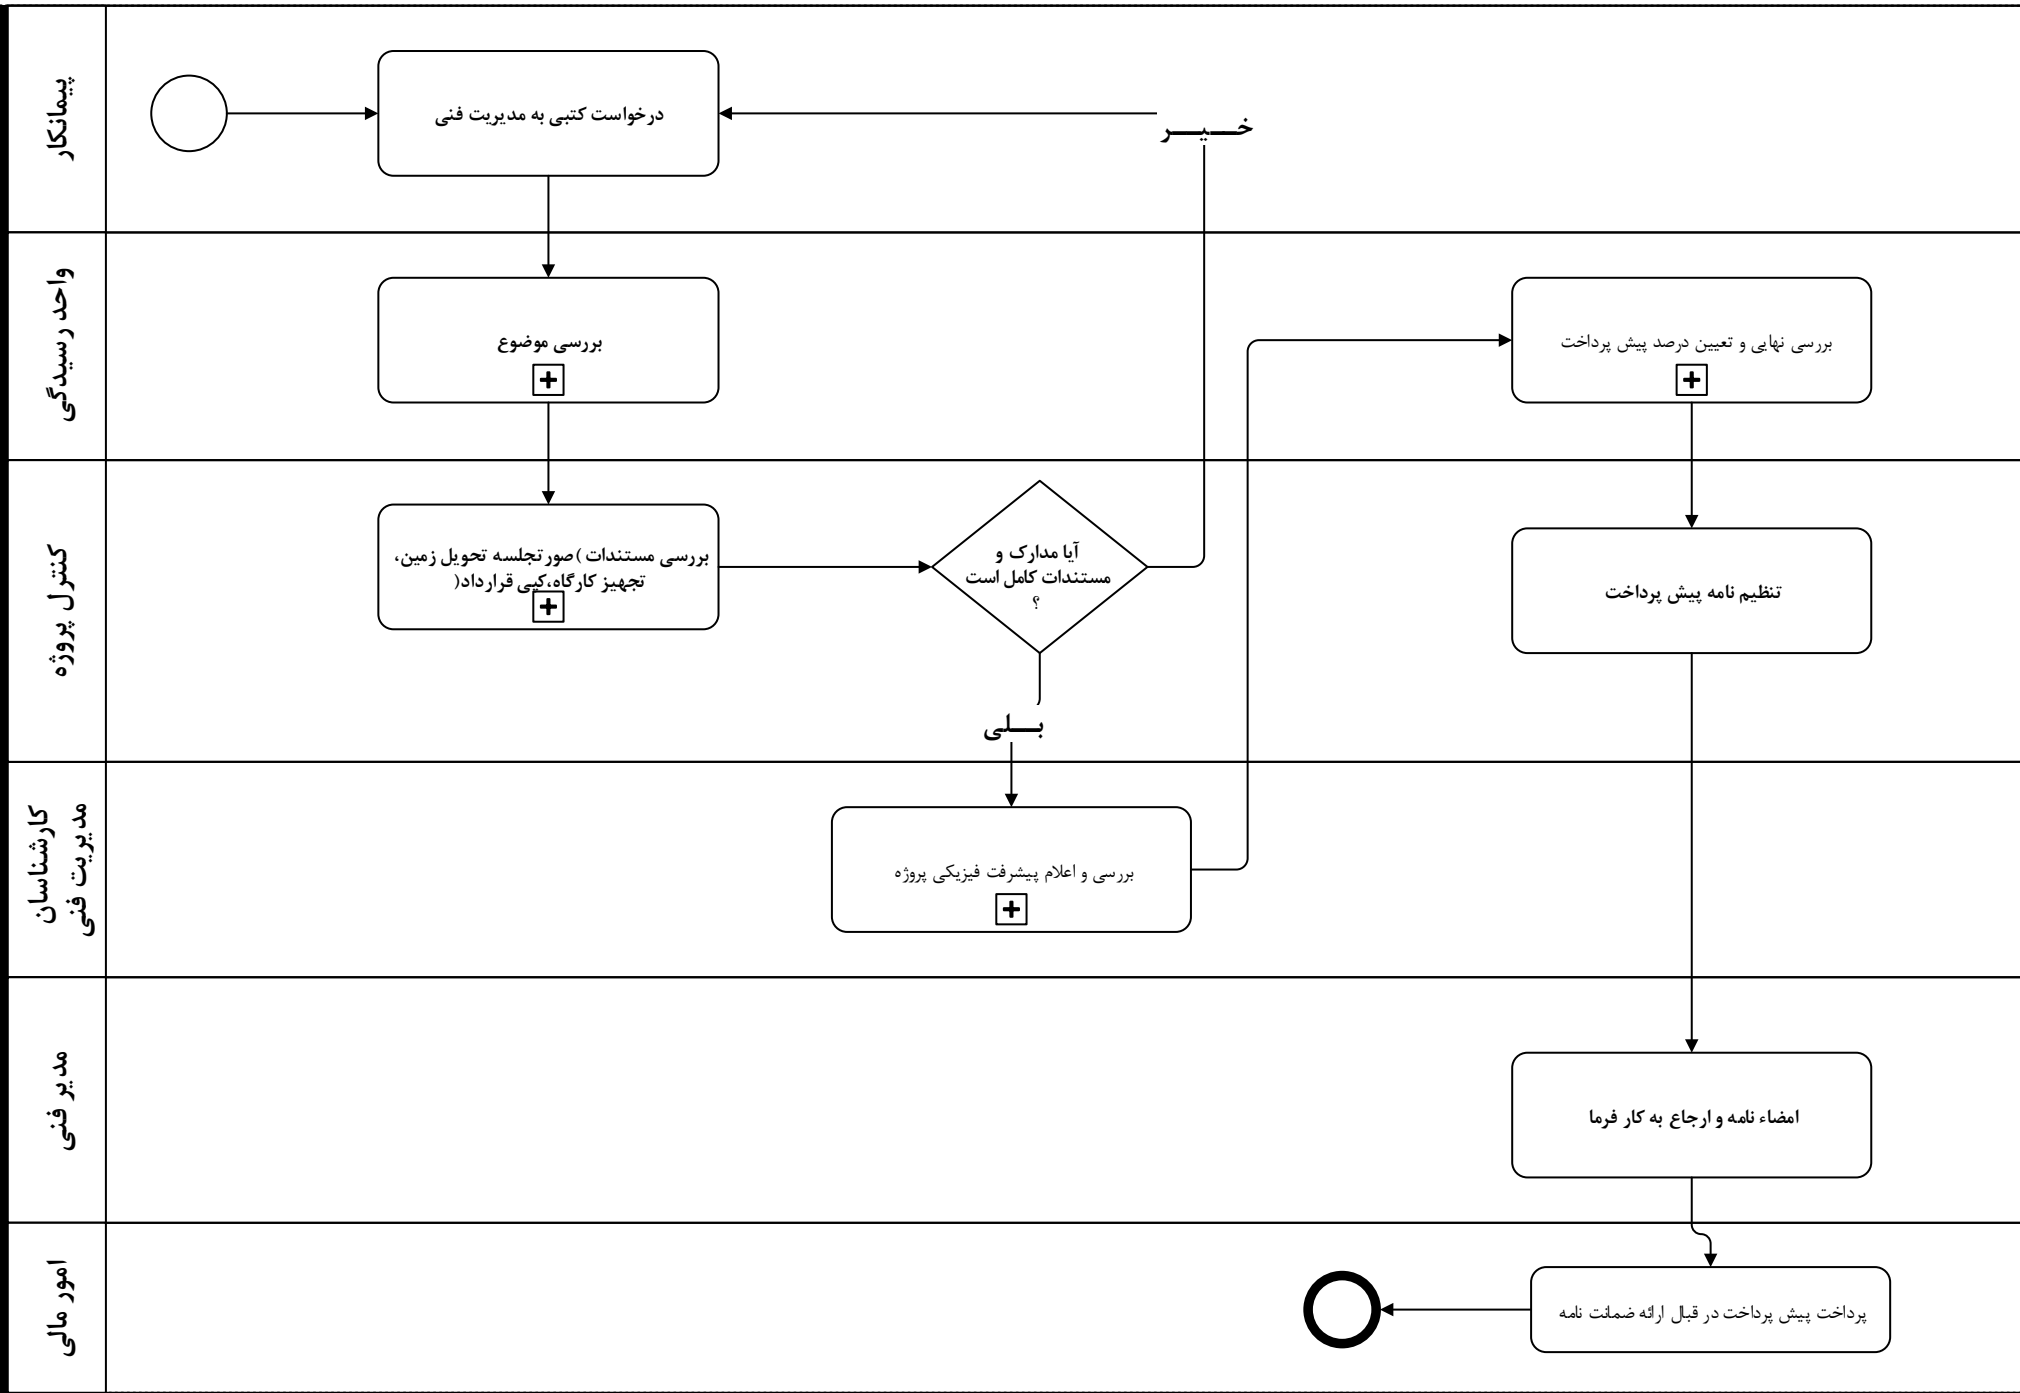 پیمانکار
درخواست کتبی به مدیریت فنی
خـــیـــر
واحد رسیدگی
بررسی موضوع
بررسی نهایی و تعیین درصد پیش پرداخت
کنترل پروژه
بررسی مستندات )صورتجلسه تحویل زمین،
تجهیز کارگاه،کپی قرارداد(
آیا مدارک و
مستندات کامل است
؟
تنظیم نامه پیش پرداخت
بـــلی
کارشناسان
مدیریت فنی
بررسی و اعلام پیشرفت فیزیکی پروژه
مدیر فنی
امضاء نامه و ارجاع به کار فرما
امور مالی
پرداخت پیش پرداخت در قبال ارائه ضمانت نامه